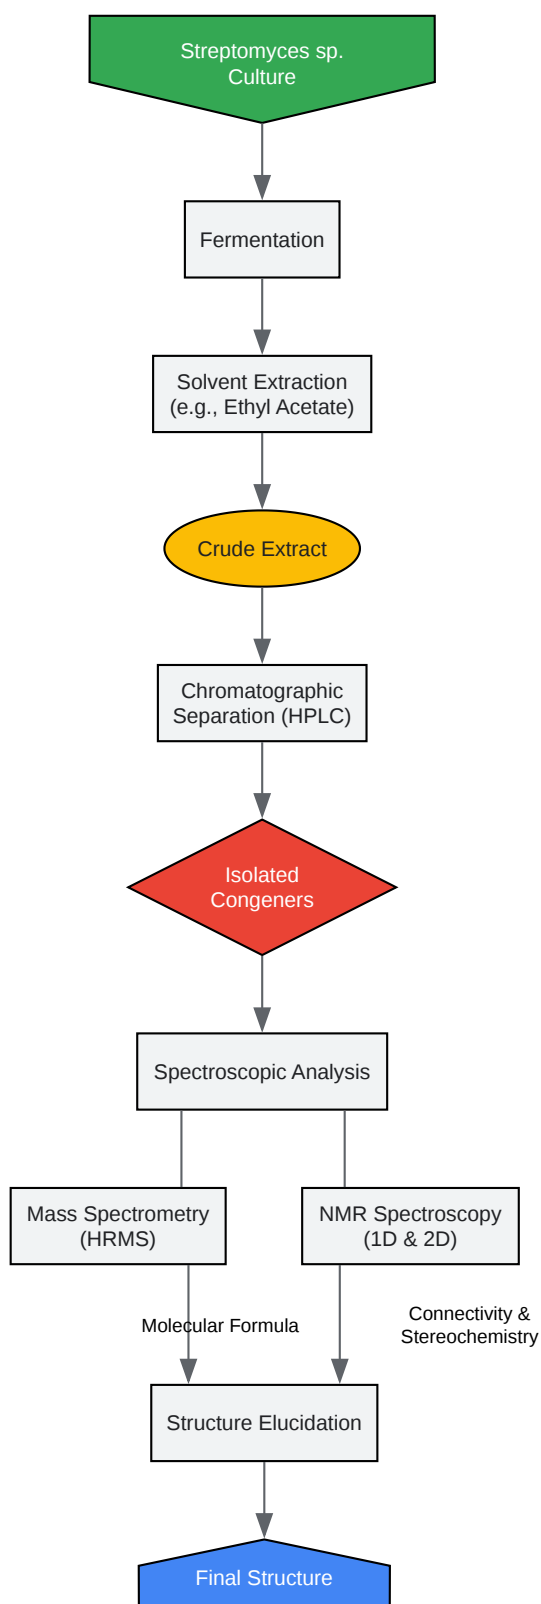 Streptomyces sp.
Culture
Fermentation
Solvent Extraction
(e.g., Ethyl Acetate)
Crude Extract
Chromatographic
Separation (HPLC)
Isolated
Congeners
Spectroscopic Analysis
Mass Spectrometry
(HRMS)
NMR Spectroscopy
(1D & 2D)
Molecular Formula
Connectivity &
Stereochemistry
Structure Elucidation
Final Structure